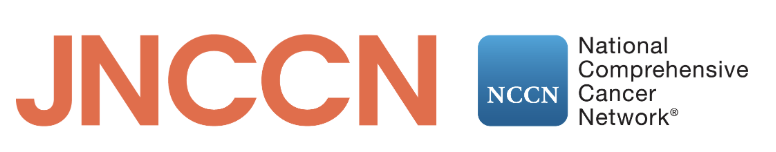 JNCCN
NCCN
National
Comprehensive
Cancer
Network®